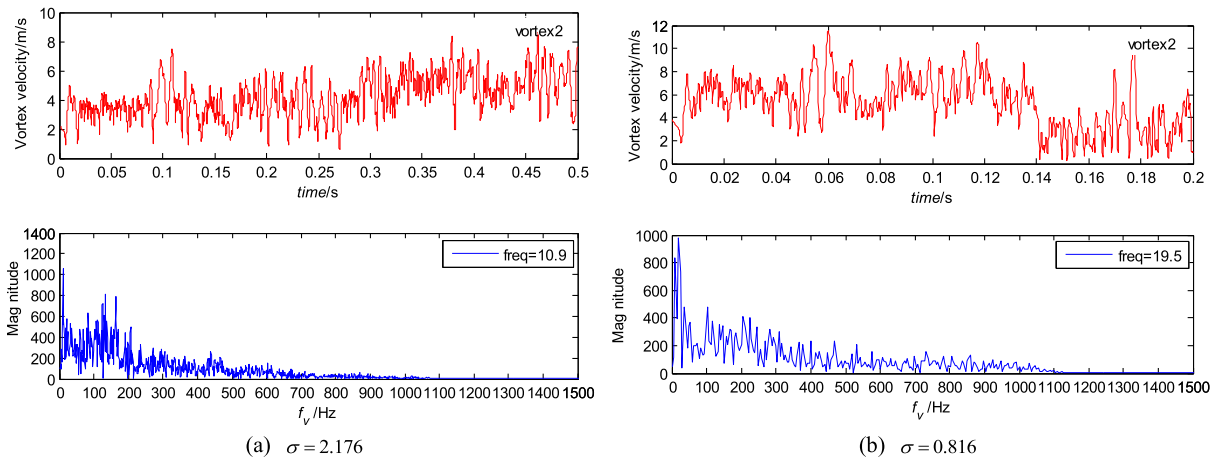 10
8
6
4
2
0
Vortex velocity/m/s
vortex2
0 0.05 0.1 0.15 0.2 0.25 0.3 0.35 0.4 0.45 0.5
time/s
12
10
8
6
4
2
0
Vortex velocity/m/s
vortex2
0 0.02 0.04 0.06 0.08 0.1 0.12 0.14 0.16 0.18 0.2
time/s
1400
1200
1000
800
600
400
200
0
Mag nitude
freq=10.9
0 100 200 300 400 500 600 700 800 900 1000 1100 1200 1300 1400 1500
f_v /Hz
(a) σ = 2.176
1000
800
600
400
200
0
Mag nitude
freq=19.5
0 100 200 300 400 500 600 700 800 900 1000 1100 1200 1300 1400 1500
f_v /Hz
(b) σ = 0.816